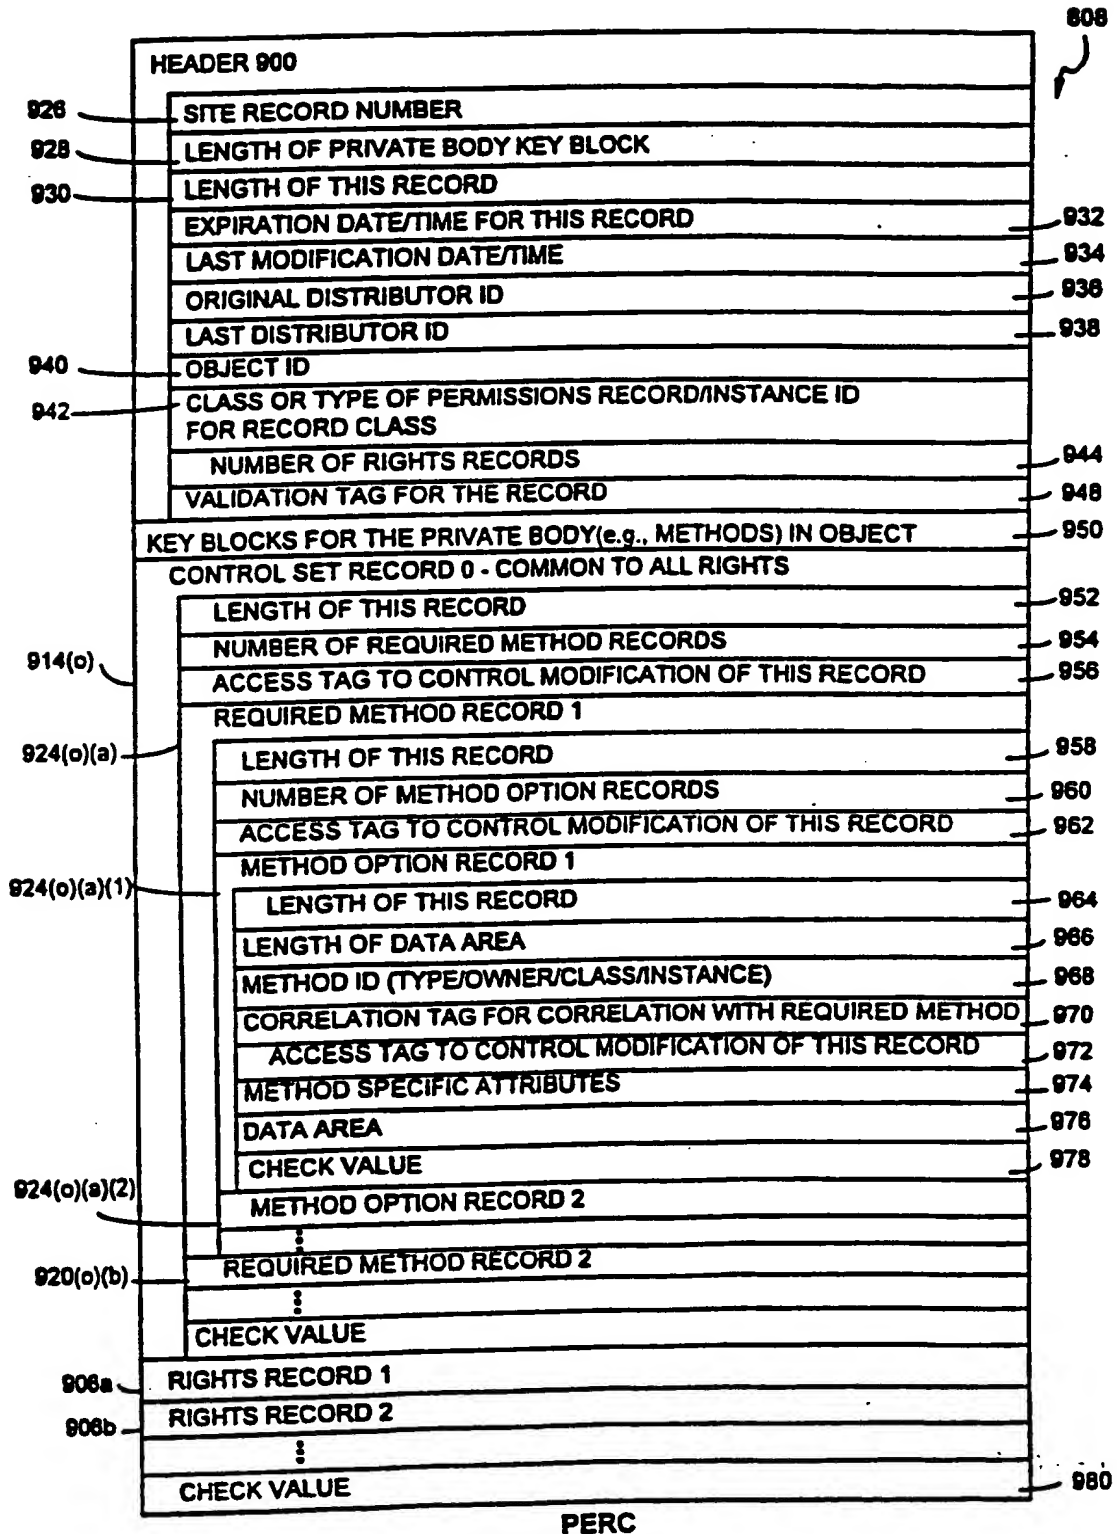 808
HEADER 900
926 SITE RECORD NUMBER
928 LENGTH OF PRIVATE BODY KEY BLOCK
930 LENGTH OF THIS RECORD
EXPIRATION DATE/TIME FOR THIS RECORD 932
LAST MODIFICATION DATE/TIME 934
ORIGINAL DISTRIBUTOR ID 936
LAST DISTRIBUTOR ID 938
940 OBJECT ID
942 CLASS OR TYPE OF PERMISSIONS RECORD/INSTANCE ID
FOR RECORD CLASS
NUMBER OF RIGHTS RECORDS 944
VALIDATION TAG FOR THE RECORD 948
KEY BLOCKS FOR THE PRIVATE BODY(e.g., METHODS) IN OBJECT 950
CONTROL SET RECORD 0 - COMMON TO ALL RIGHTS
LENGTH OF THIS RECORD 952
NUMBER OF REQUIRED METHOD RECORDS 954
914(o) ACCESS TAG TO CONTROL MODIFICATION OF THIS RECORD 956
REQUIRED METHOD RECORD 1
924(o)(a) LENGTH OF THIS RECORD 958
NUMBER OF METHOD OPTION RECORDS 960
ACCESS TAG TO CONTROL MODIFICATION OF THIS RECORD 962
METHOD OPTION RECORD 1
924(o)(a)(1) LENGTH OF THIS RECORD 964
LENGTH OF DATA AREA 966
METHOD ID (TYPE/OWNER/CLASS/INSTANCE) 968
CORRELATION TAG FOR CORRELATION WITH REQUIRED METHOD 970
ACCESS TAG TO CONTROL MODIFICATION OF THIS RECORD 972
METHOD SPECIFIC ATTRIBUTES 974
DATA AREA 976
CHECK VALUE 978
924(o)(a)(2) METHOD OPTION RECORD 2
920(o)(b) REQUIRED METHOD RECORD 2
CHECK VALUE
906a RIGHTS RECORD 1
906b RIGHTS RECORD 2
CHECK VALUE 980
PERC